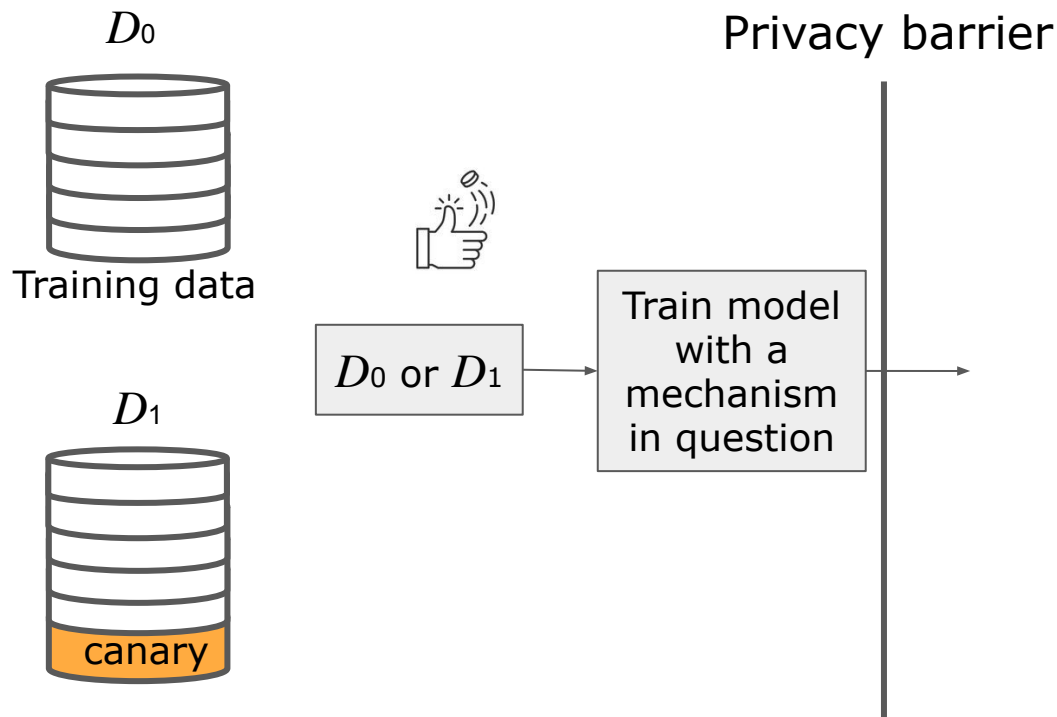 D0
Privacy barrier
Training data
D0 or D1
Train model
with a
mechanism
in question
D1
canary